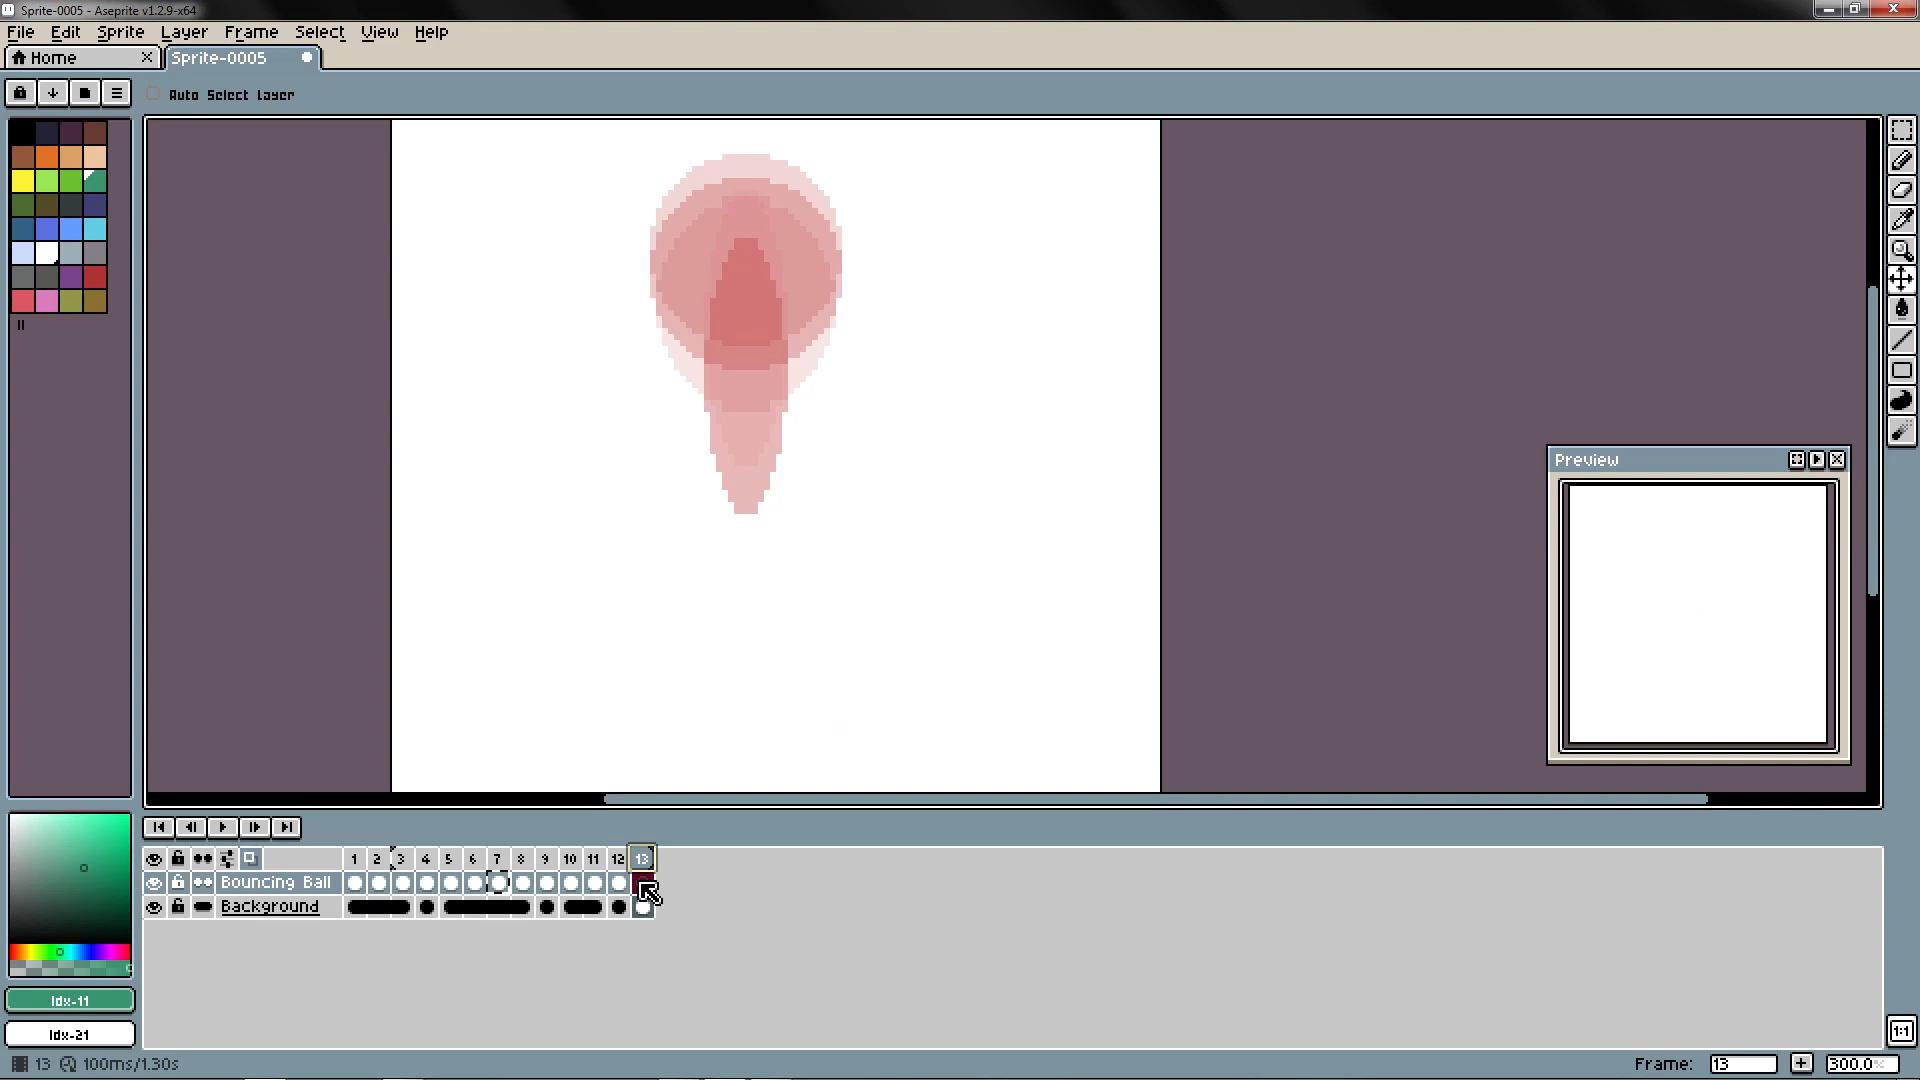 Sprite-0005 - Aseprite v1.2.9-x64
File Edit Sprite Layer Frame Select View Help
Home Sprite-0005
Auto Select Layer
Preview
1 2 3 4 5 6 7 8 9 10 11 12 13
Bouncing Ball
Background
Idx-11
Idx-21
1:1
13 100ms/1.30s
Frame: 13 + 300.0%